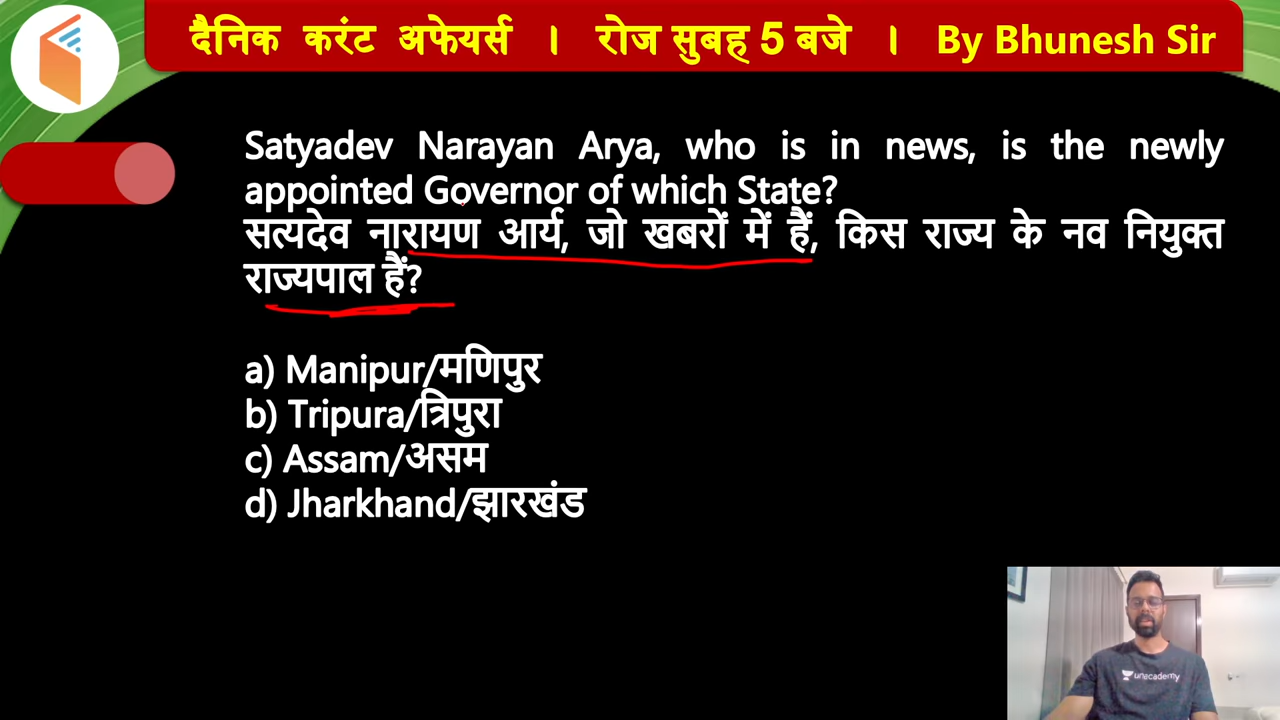 दैनिक करंट अफेयर्स । रोज सुबह 5 बजे । By Bhunesh Sir
Satyadev Narayan Arya, who is in news, is the newly
appointed Governor of which State?
सत्यदेव नारायण आर्य, जो खबरों में हैं, किस राज्य के नव नियुक्त
राज्यपाल हैं?
a) Manipur/मणिपुर
b) Tripura/त्रिपुरा
c) Assam/असम
d) Jharkhand/झारखंड
unacademy